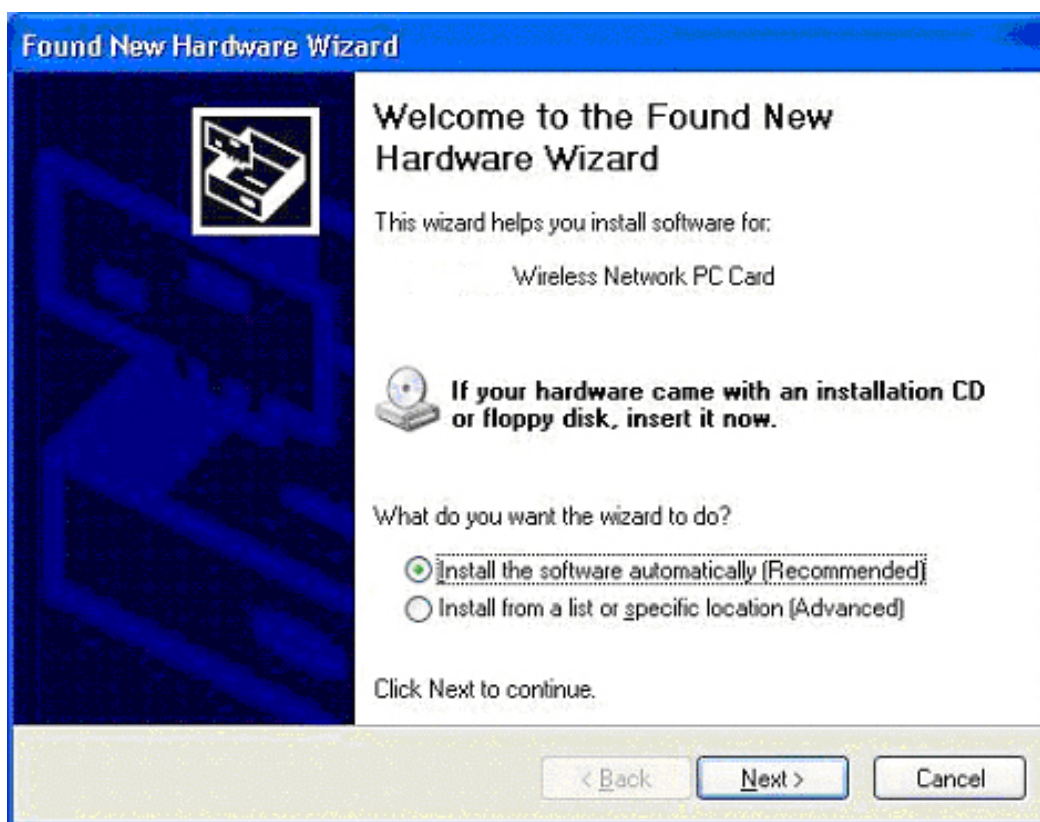 Found New Hardware Wizard
Welcome to the Found New
Hardware Wizard
This wizard helps you install software for:
Wireless Network PC Card
If your hardware came with an installation CD
or floppy disk, insert it now.
What do you want the wizard to do?
Install the software automatically (Recommended)
Install from a list or specific location (Advanced)
Click Next to continue.
< Back Next > Cancel